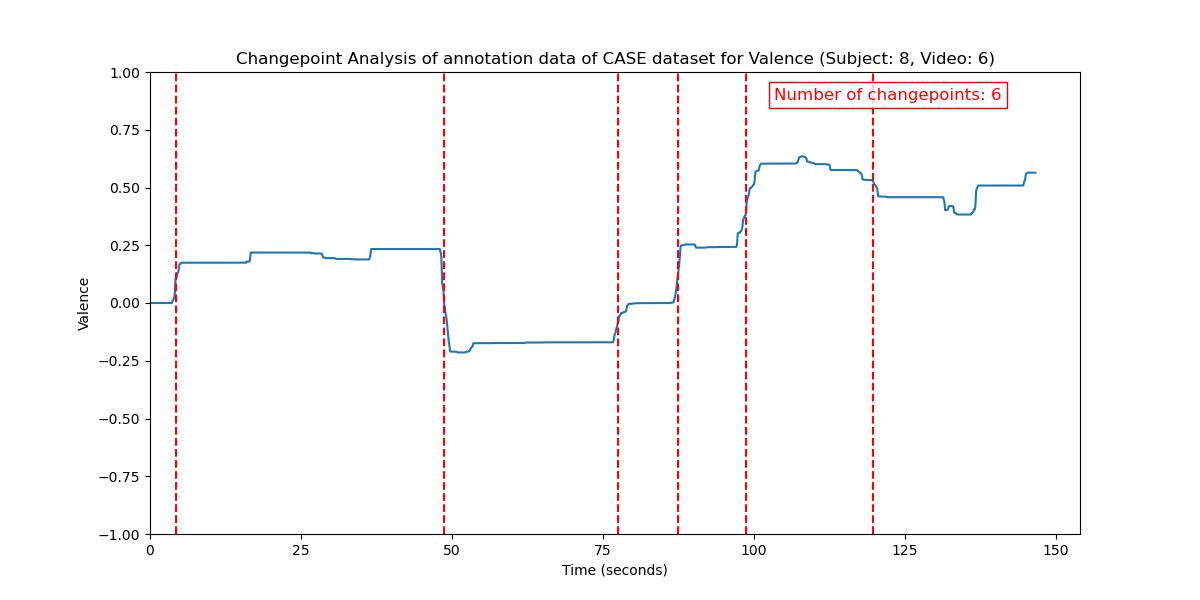 Changepoint Analysis of annotation data of CASE dataset for Valence (Subject: 8, Video: 6)
Number of changepoints: 6
1.00
0.75
0.50
0.25
0.00
−0.25
−0.50
−0.75
−1.00
Valence
0 25 50 75 100 125 150
Time (seconds)